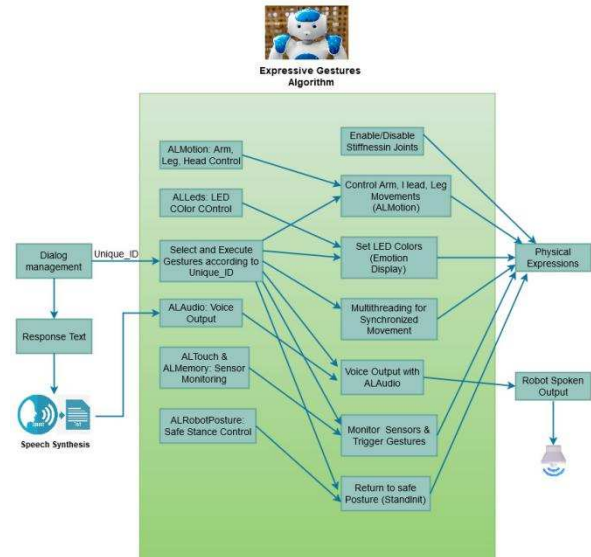 Expressive Gestures
Algorithm
ALMotion: Arm,
Leg, Head Control
Enable/Disable
Stiffnessin Joints
ALLeds: LED
COlor COntrol
Control Arm, I lead, Leg
Movements
(ALMotion)
Unique_ID
Dialog
management
Select and Execute
Gestures according to
Unique_ID
Set LED Colors
(Emotion
Display)
Physical
Expressions
Response Text
ALAudio: Voice
Output
Multithreading for
Synchronized
Movement
ALTouch &
ALMemory: Sensor
Monitoring
Voice Output with
ALAudio
Robot Spoken
Output
Speech Synthesis
ALRobotPosture:
Safe Stance Control
Monitor Sensors &
Trigger Gestures
Return to safe
Posture (Standinit)